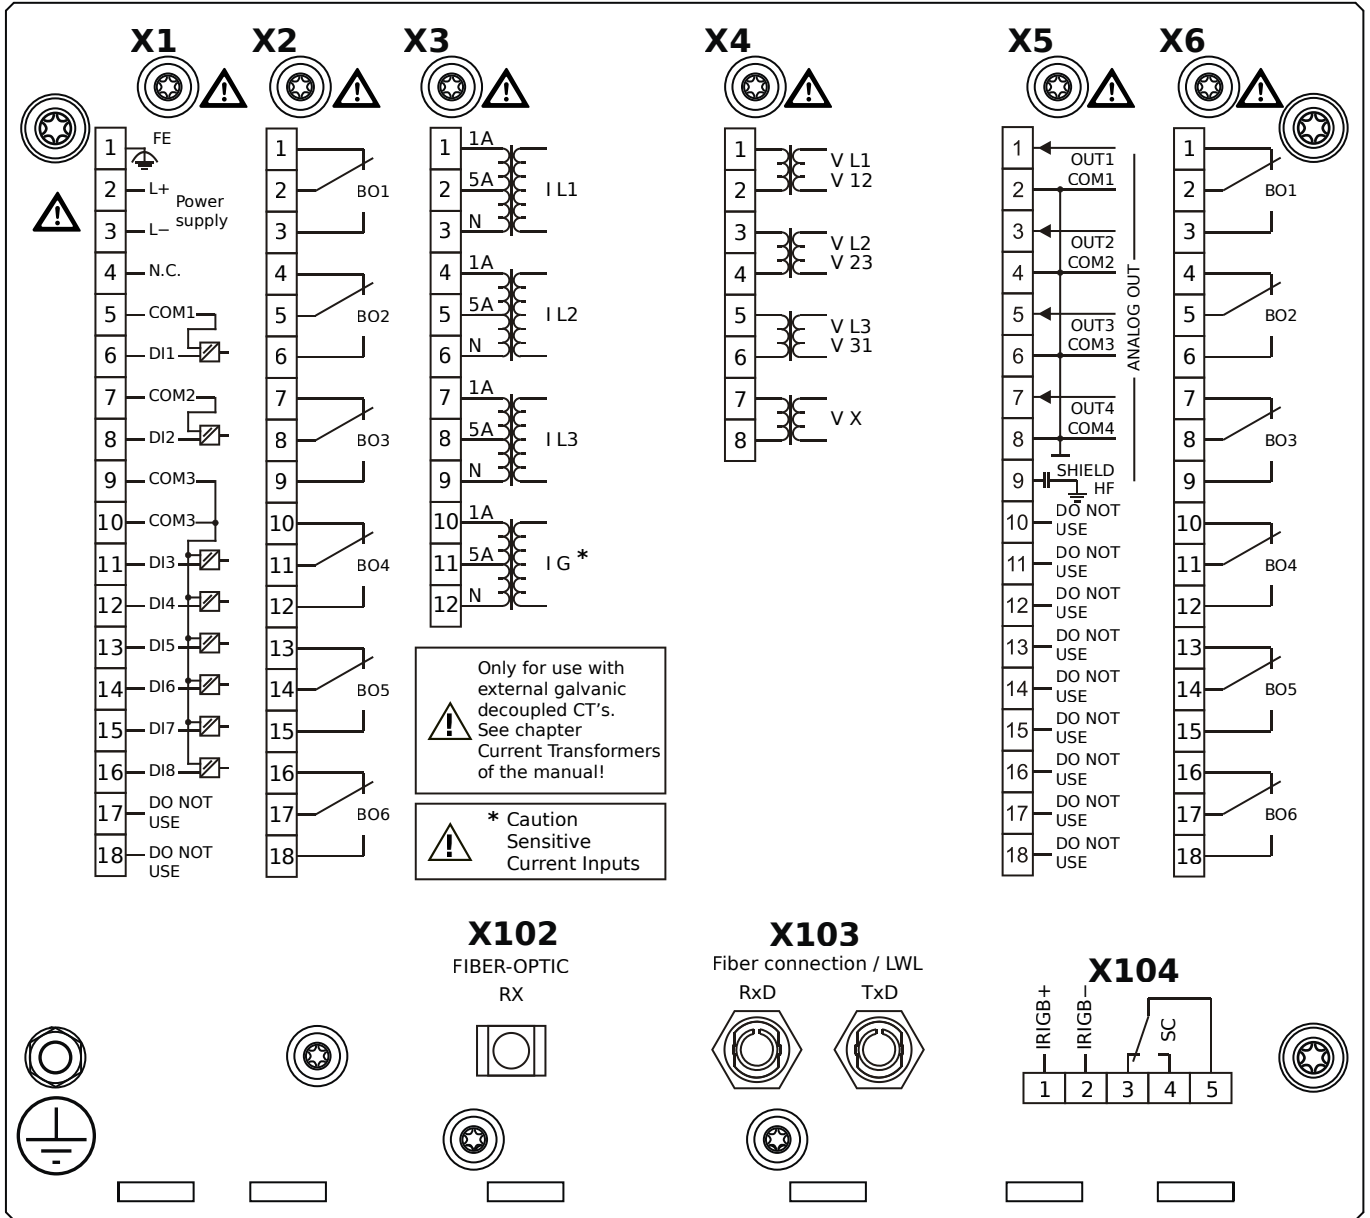 X1
X2
X3
X4
X5
X6
1
FE
2
L+
Power
supply
3
L−
4
N.C.
5
COM1
6
DI1
7
COM2
8
DI2
9
COM3
10
COM3
11
DI3
12
DI4
13
DI5
14
DI6
15
DI7
16
DI8
17
DO NOT
USE
18
DO NOT
USE
1
2
BO1
3
4
5
BO2
6
7
8
BO3
9
10
11
BO4
12
13
14
BO5
15
16
17
BO6
18
1
1A
2
5A
I L1
3
N
4
1A
5
5A
I L2
6
N
7
1A
8
5A
I L3
9
N
10
1A
11
5A
I G *
12
N
Only for use with
external galvanic
decoupled CT's.
See chapter
Current Transformers
of the manual!
* Caution
Sensitive
Current Inputs
1
V L1
2
V 12
3
V L2
4
V 23
5
V L3
6
V 31
7
V X
8
1
OUT1
2
COM1
3
OUT2
4
COM2
5
OUT3
6
COM3
7
OUT4
8
COM4
ANALOG OUT
9
SHIELD
HF
10
DO NOT
USE
11
DO NOT
USE
12
DO NOT
USE
13
DO NOT
USE
14
DO NOT
USE
15
DO NOT
USE
16
DO NOT
USE
17
DO NOT
USE
18
DO NOT
USE
1
2
BO1
3
4
5
BO2
6
7
8
BO3
9
10
11
BO4
12
13
14
BO5
15
16
17
BO6
18
X102
FIBER-OPTIC
RX
X103
Fiber connection / LWL
RxD
TxD
X104
IRIGB+
IRIGB−
SC
1
2
3
4
5